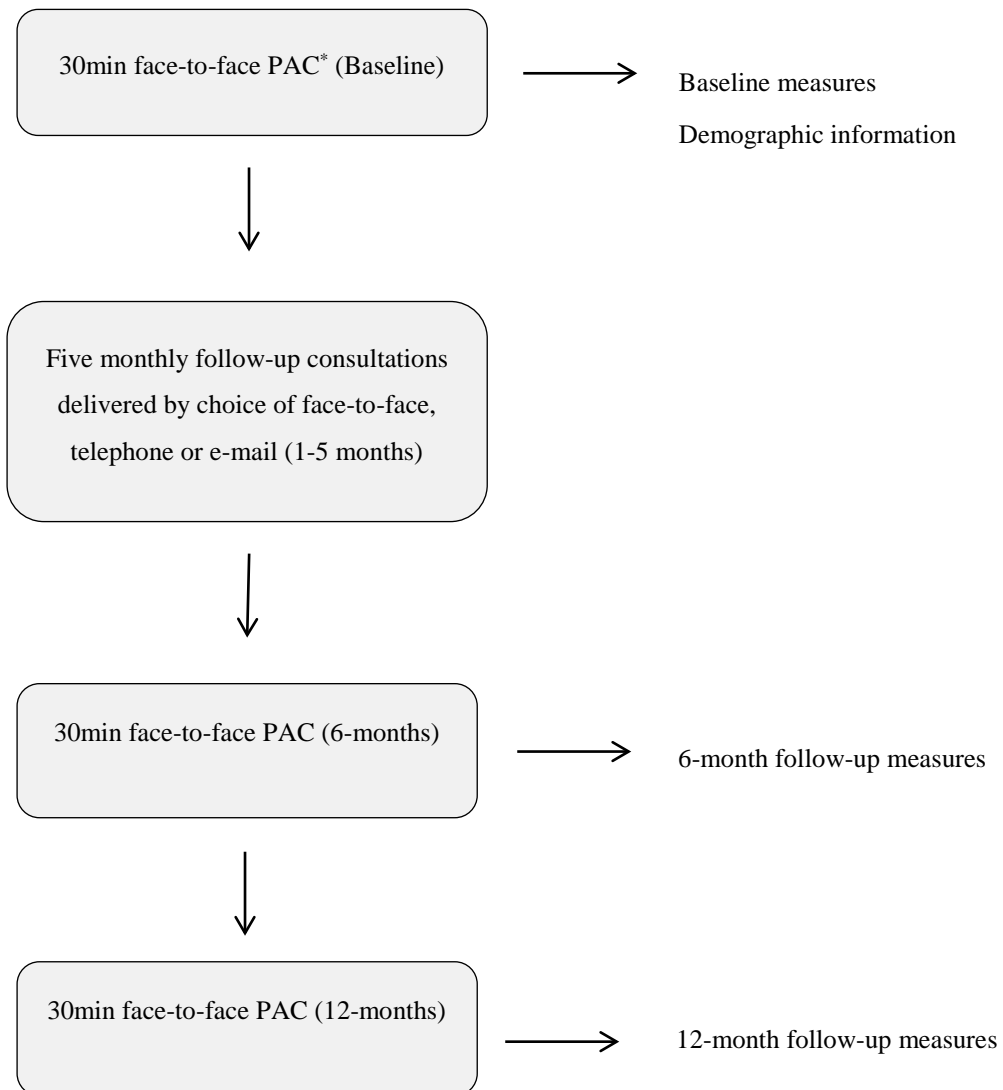 30min face-to-face PAC* (Baseline)
Baseline measures
Demographic information
Five monthly follow-up consultations
delivered by choice of face-to-face,
telephone or e-mail (1-5 months)
30min face-to-face PAC (6-months)
6-month follow-up measures
30min face-to-face PAC (12-months)
12-month follow-up measures